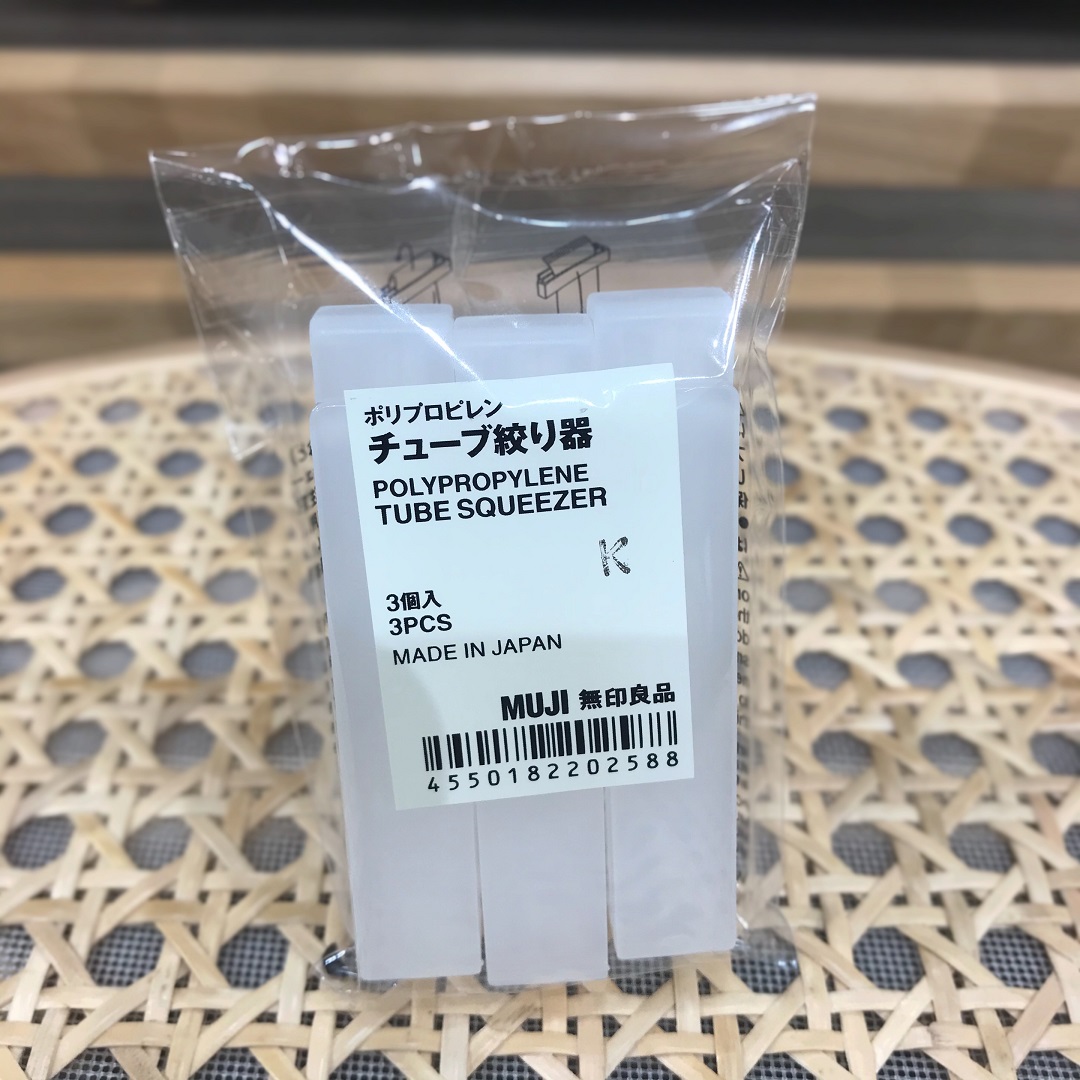 ポリプロピレン
チューブ絞り器
POLYPROPYLENE
TUBE SQUEEZER
K
3個入
3PCS
MADE IN JAPAN
MUJI 無印良品
4550182202588